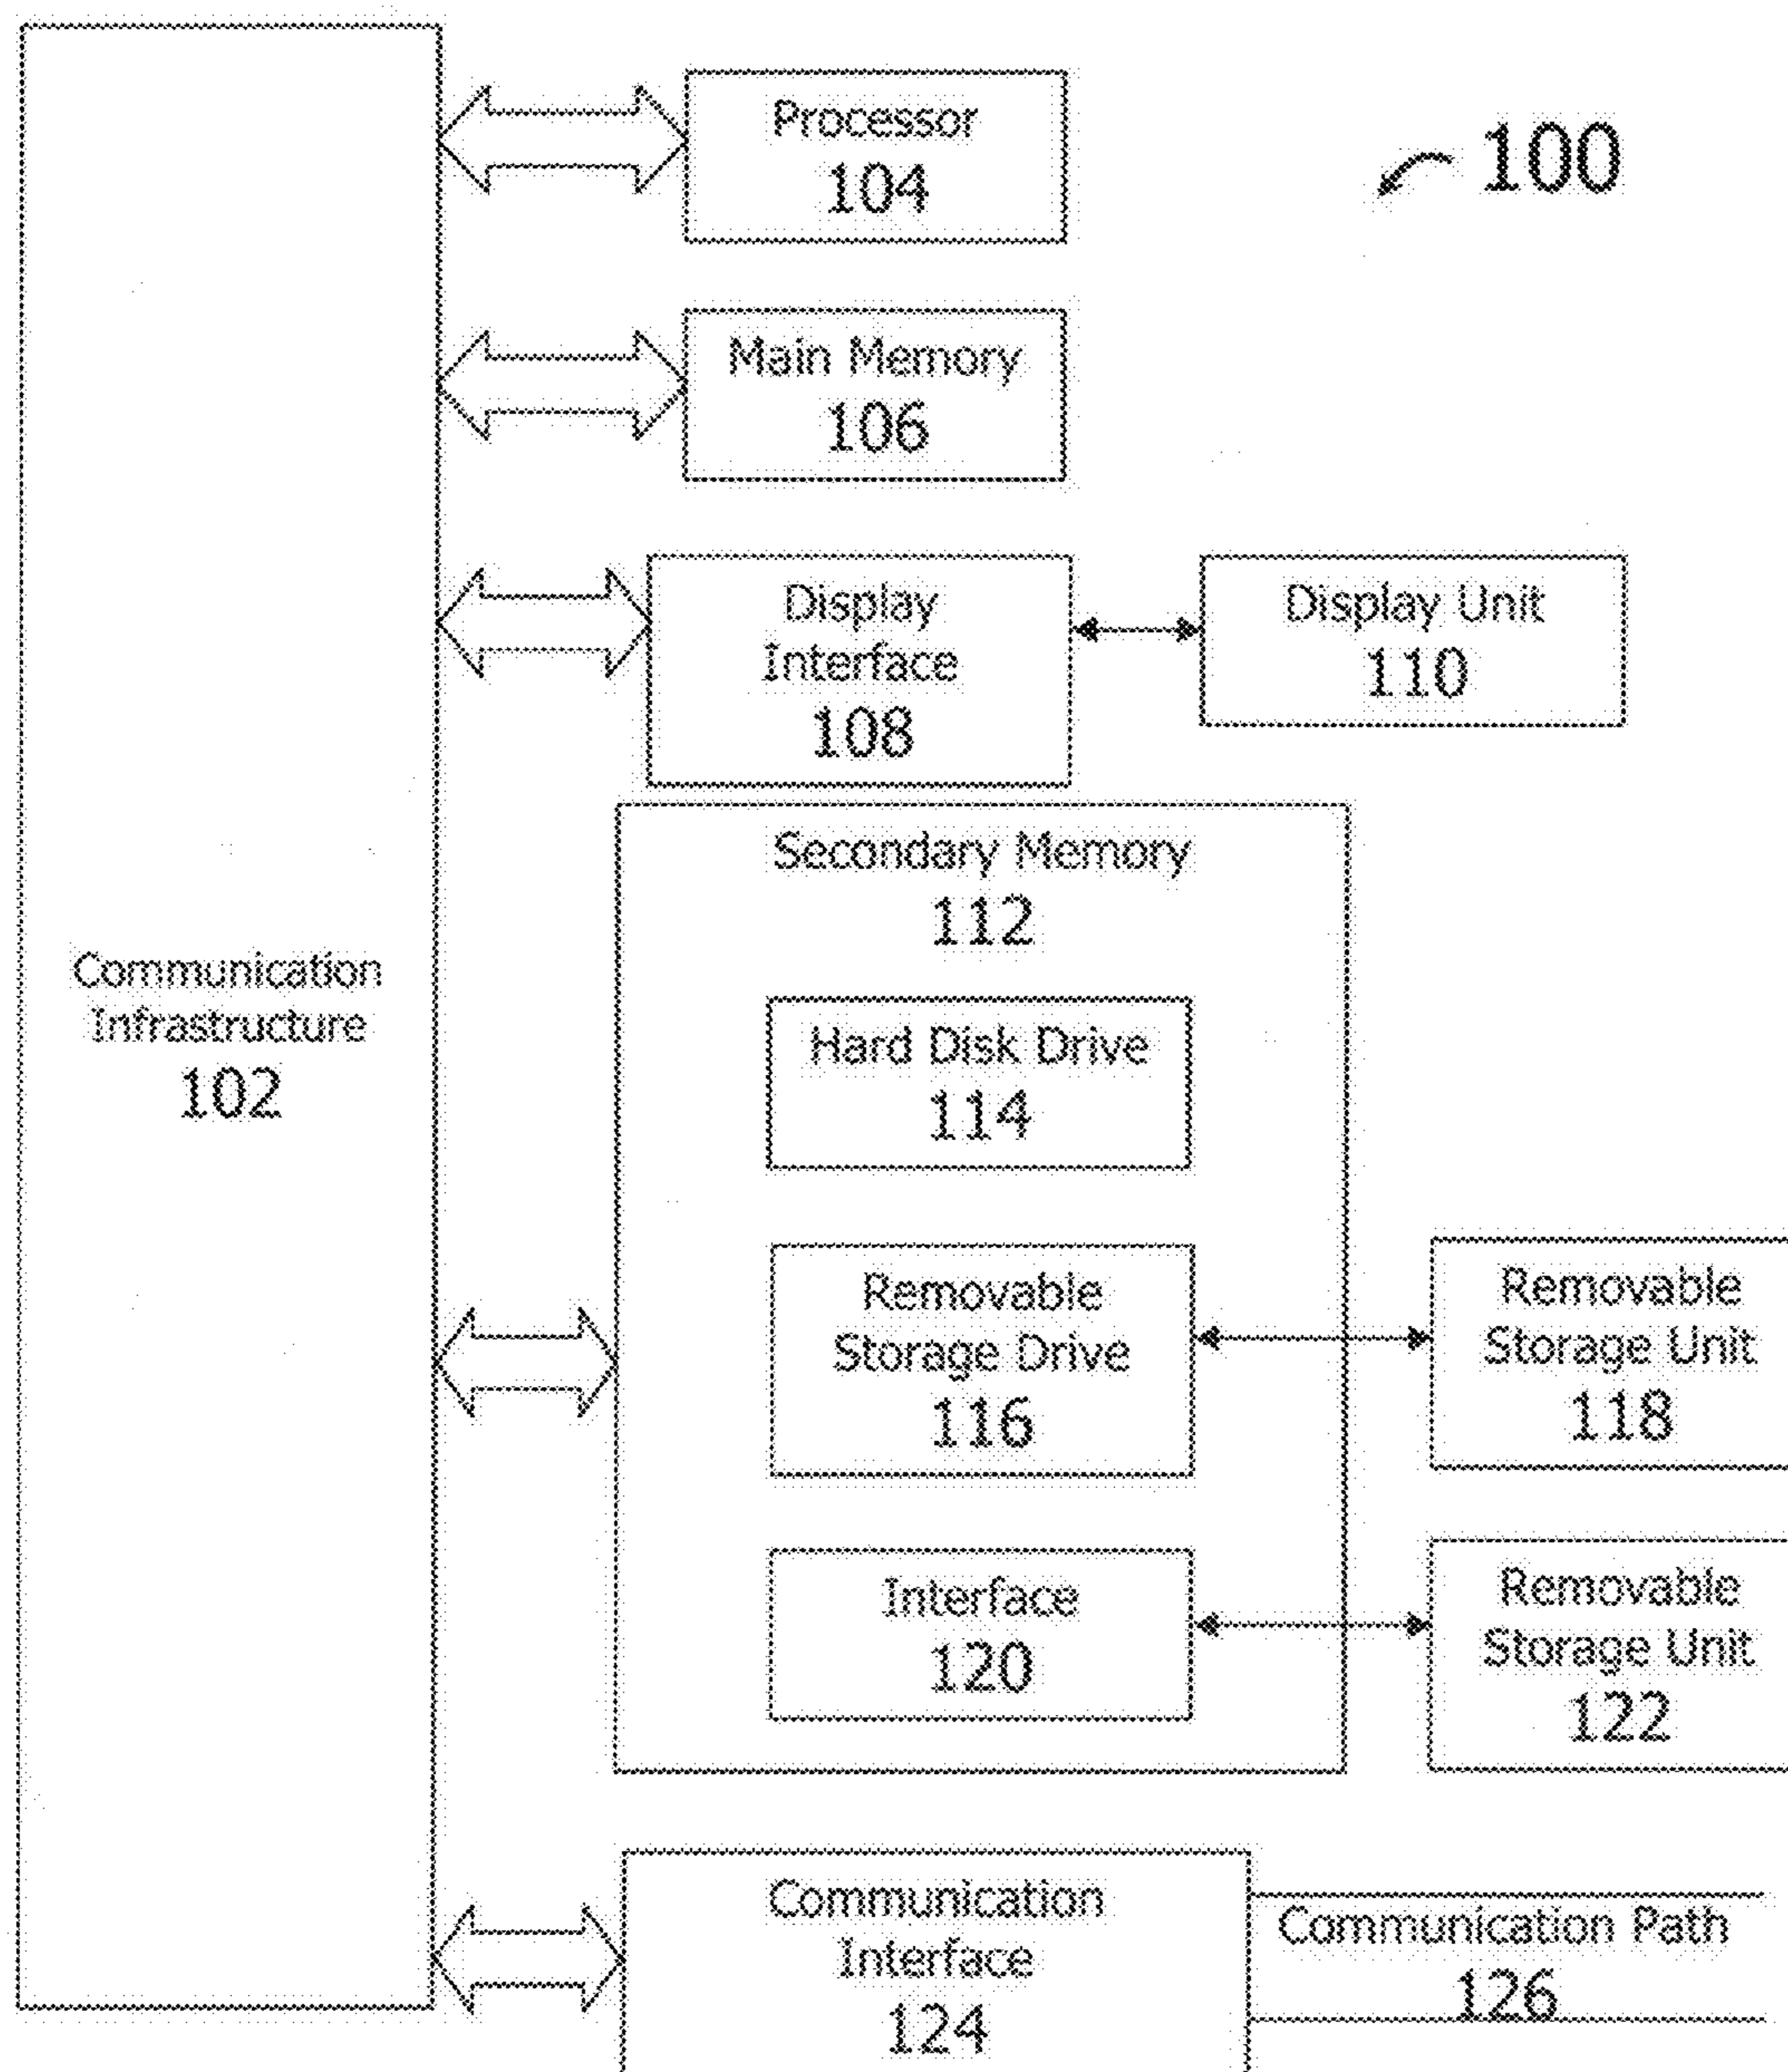 Processor
104
100
Main Memory
106
Display
Interface
108
Display Unit
110
Secondary Memory
112
Communication
Infrastructure
102
Hard Disk Drive
114
Removable
Storage Drive
116
Removable
Storage Unit
118
Interface
120
Removable
Storage Unit
122
Communication
Interface
124
Communication Path
126